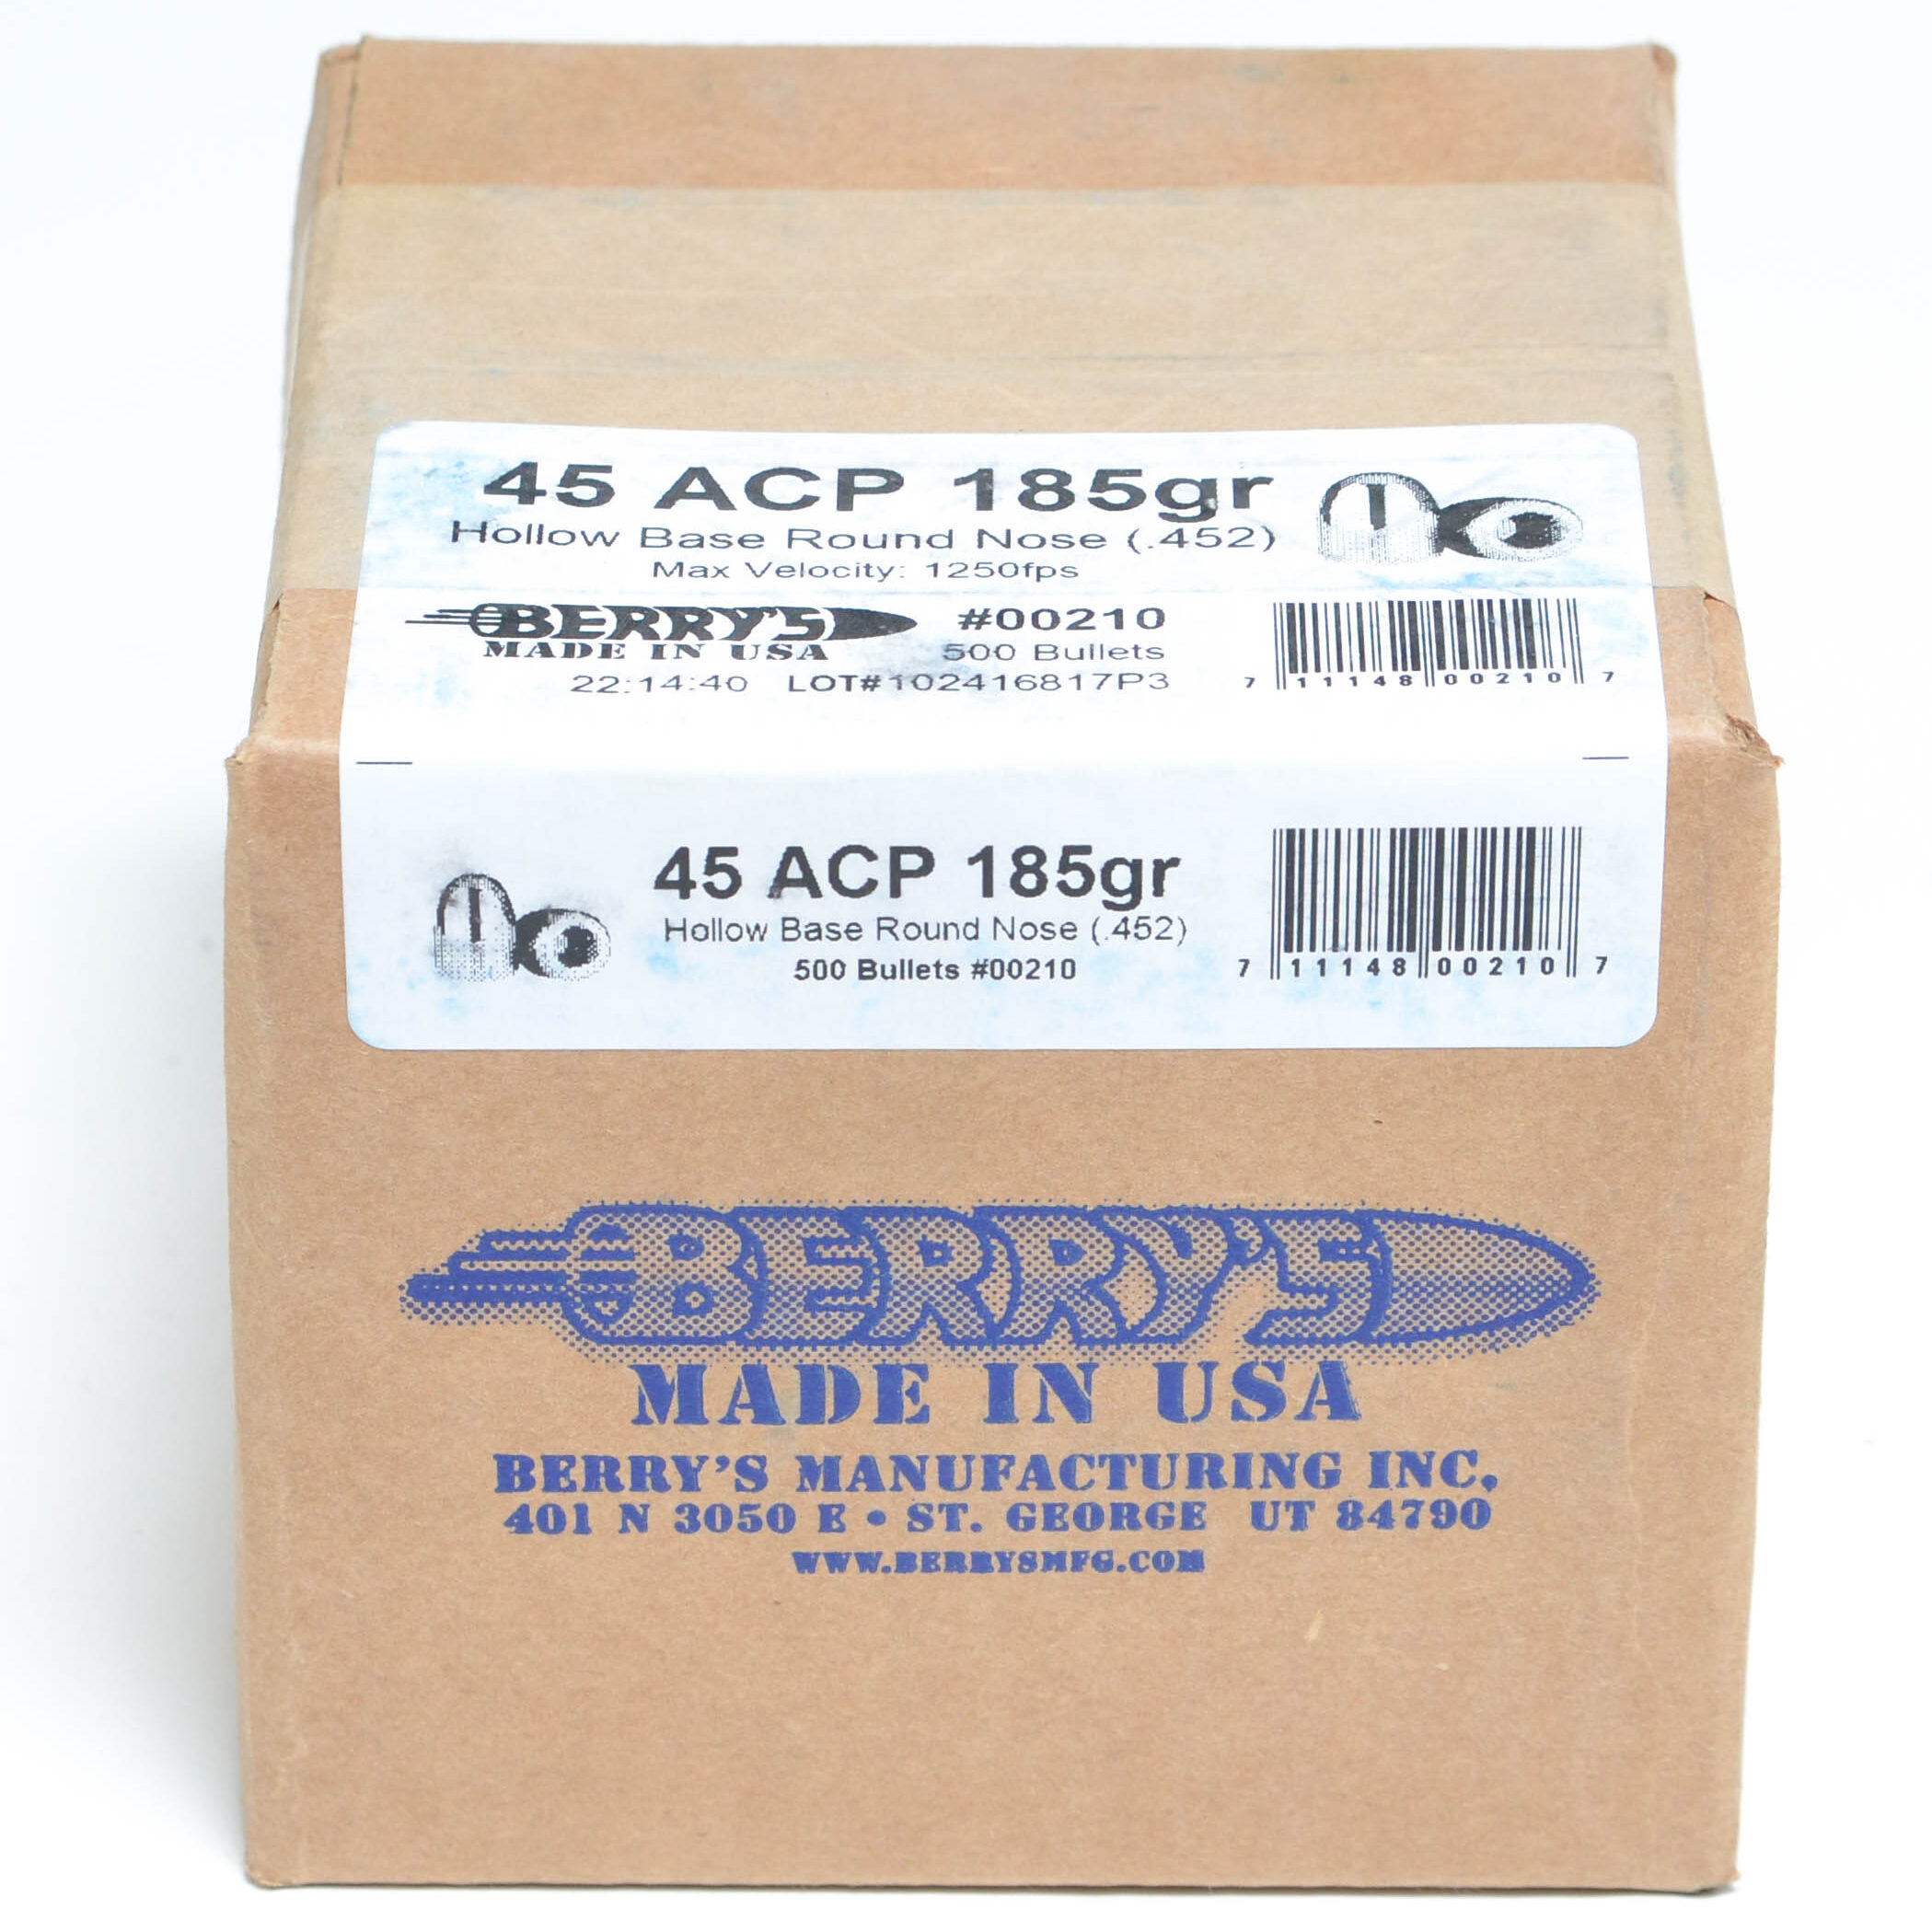 45 ACP 185gr
Hollow Base Round Nose (.452)
Max Velocity: 1250fps
BERRY'S
MADE IN USA
#00210
500 Bullets
22:14:40 LOT#102416817P3
7 11148 00210 7
45 ACP 185gr
Hollow Base Round Nose (.452)
500 Bullets #00210
7 11148 00210 7
BERRY'S
MADE IN USA
BERRY'S MANUFACTURING INC.
401 N 3050 E • ST. GEORGE UT 84790
WWW.BERRYSMFG.COM